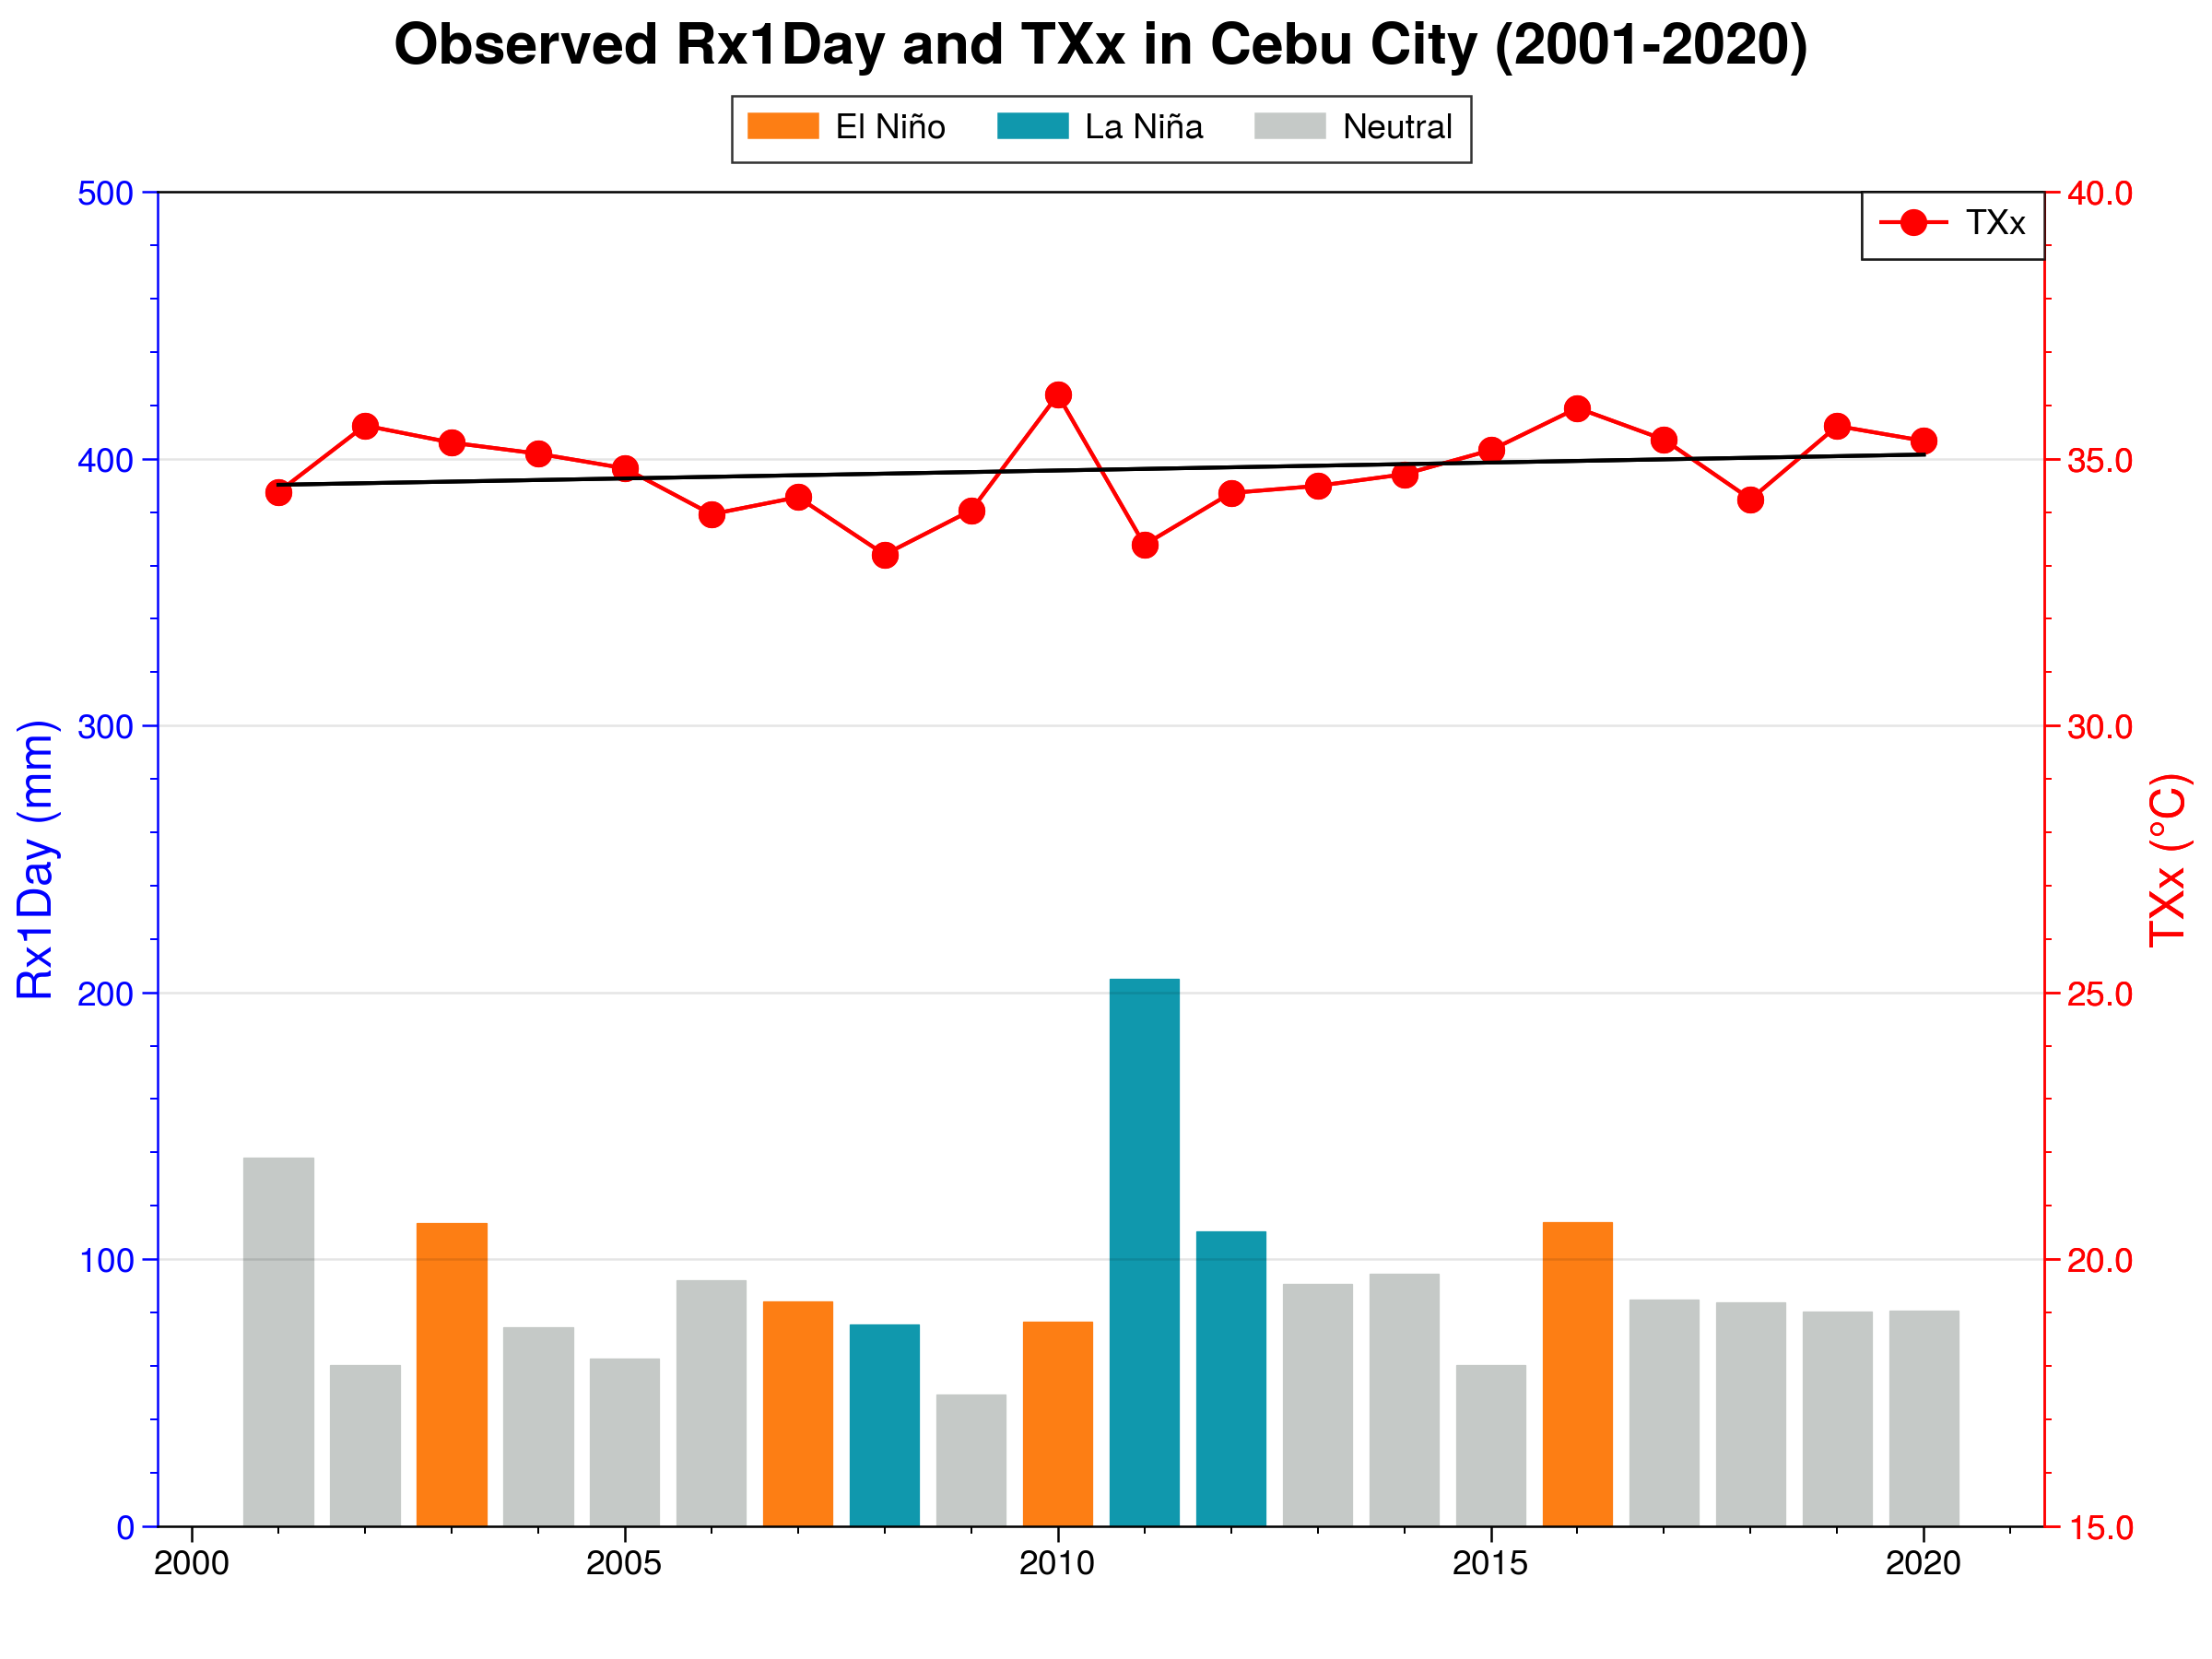 Observed Rx1Day and TXx in Cebu City (2001-2020)
El Niño La Niña Neutral
TXx
500
400
300
200
100
0
Rx1Day (mm)
40.0
35.0
30.0
25.0
20.0
15.0
TXx (°C)
2000 2005 2010 2015 2020